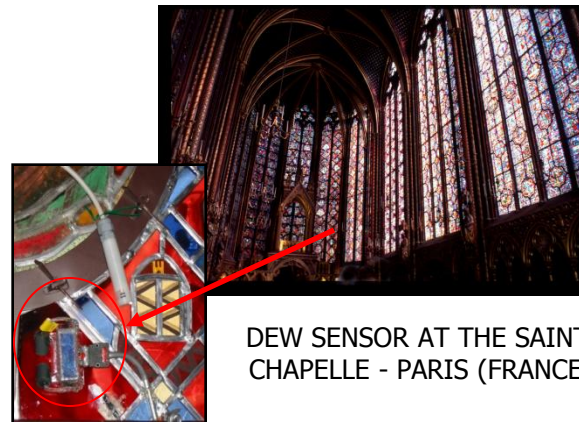 DEW SENSOR AT THE SAINT
CHAPELLE - PARIS (FRANCE